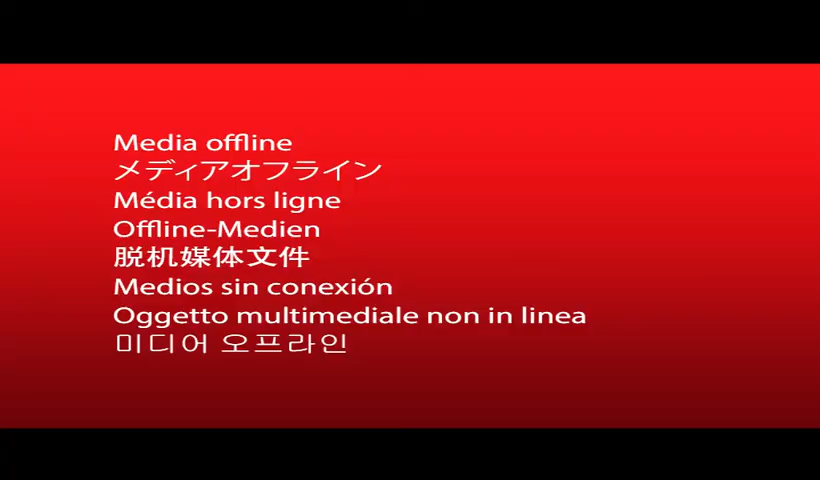 Media offline
メディアオフライン
Média hors ligne
Offline-Medien
脱机媒体文件
Medios sin conexión
Oggetto multimediale non in linea
미디어 오프라인